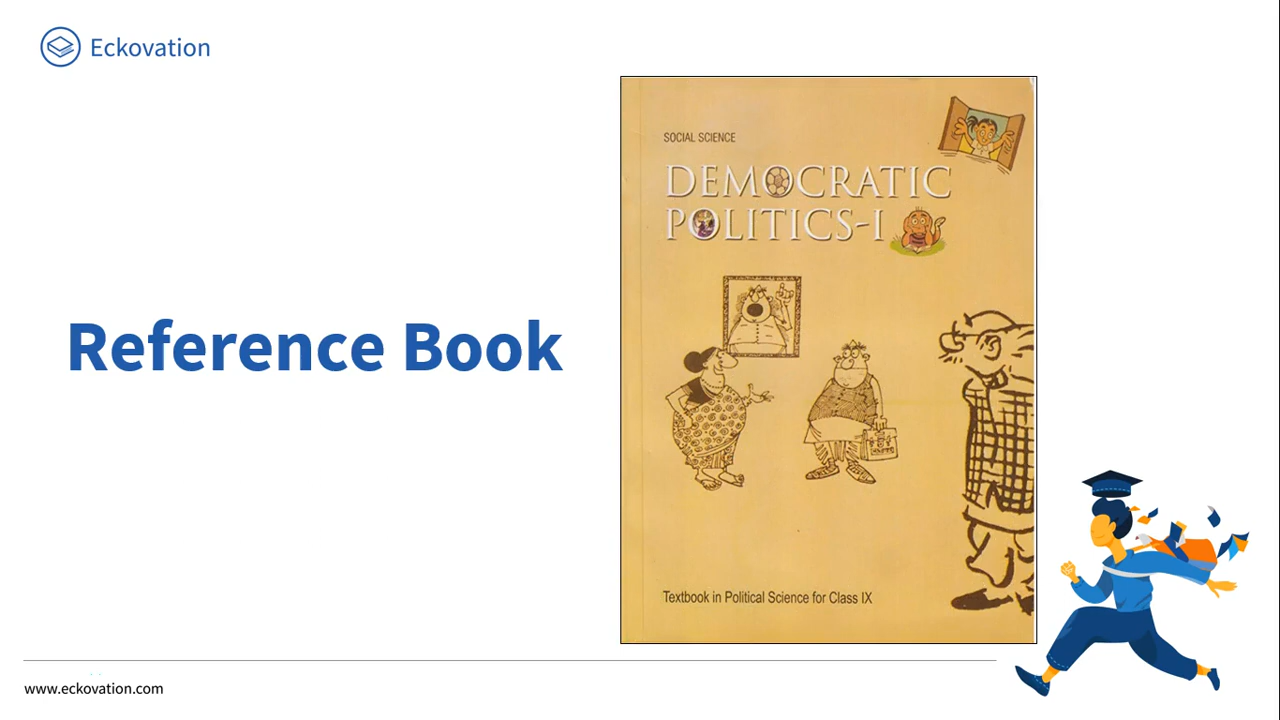 Eckovation
SOCIAL SCIENCE
DEMOCRATIC
POLITICS-I
Reference Book
Textbook in Political Science for Class IX
www.eckovation.com